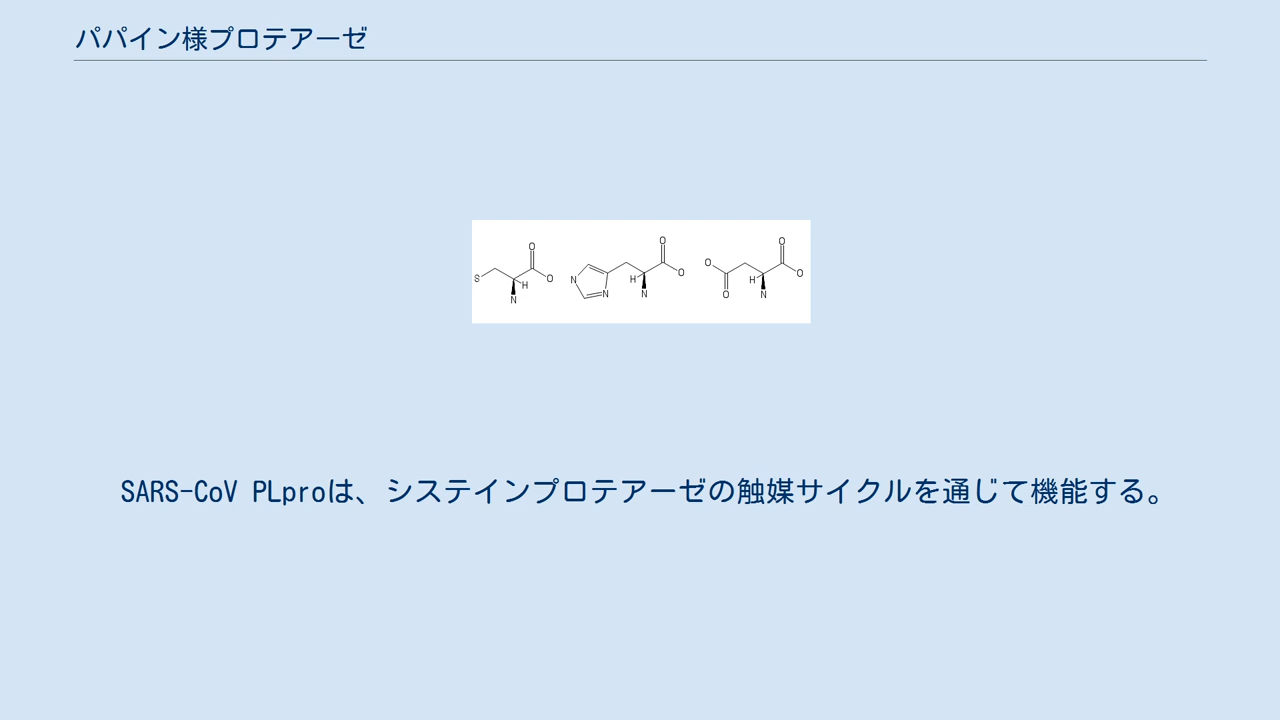 パパイン様プロテアーゼ
S O O H N
N N O O H N
O O O O H N
SARS-CoV PLproは、システインプロテアーゼの触媒サイクルを通じて機能する。